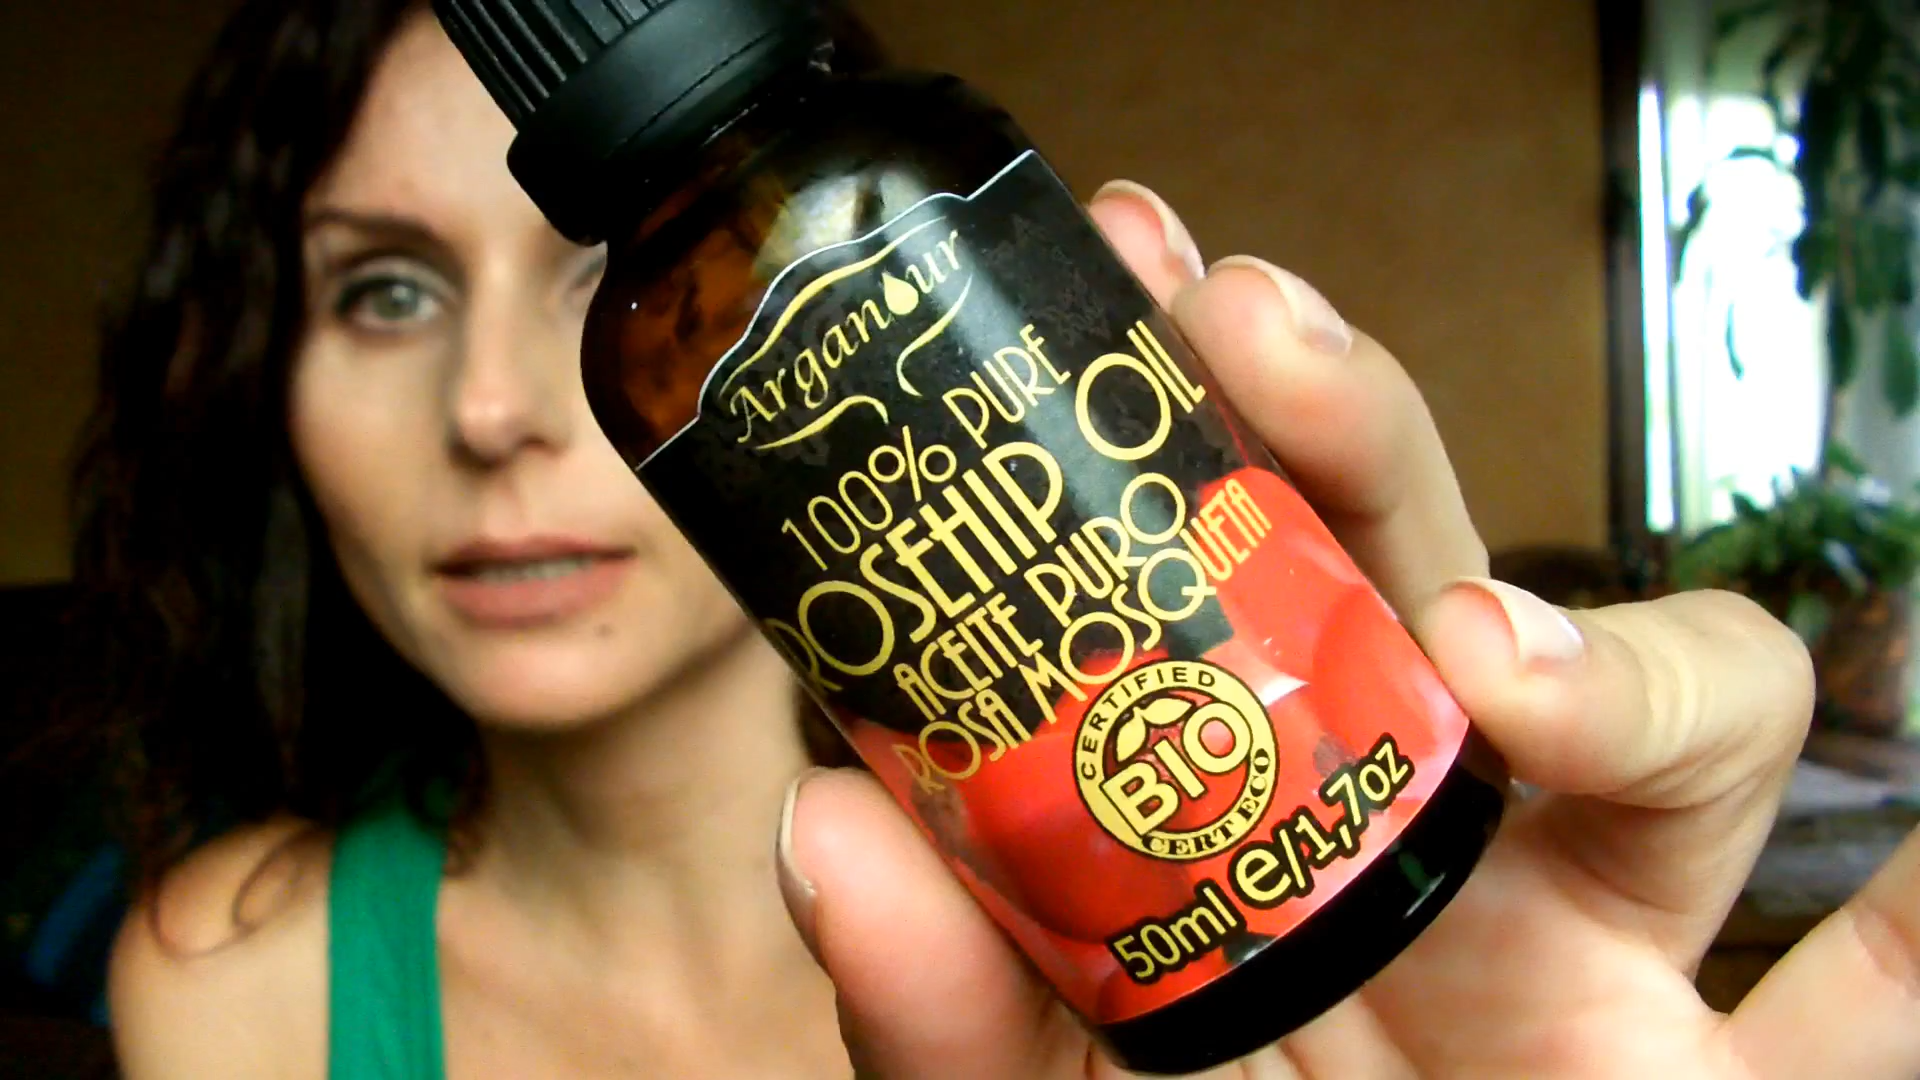 Arganour
100% PURE
ROSEHIP OIL
ACEITE PURO
ROSA MOSQUETA
CERTIFIED
BIO
CERT ECO
50ml e/1,7oz